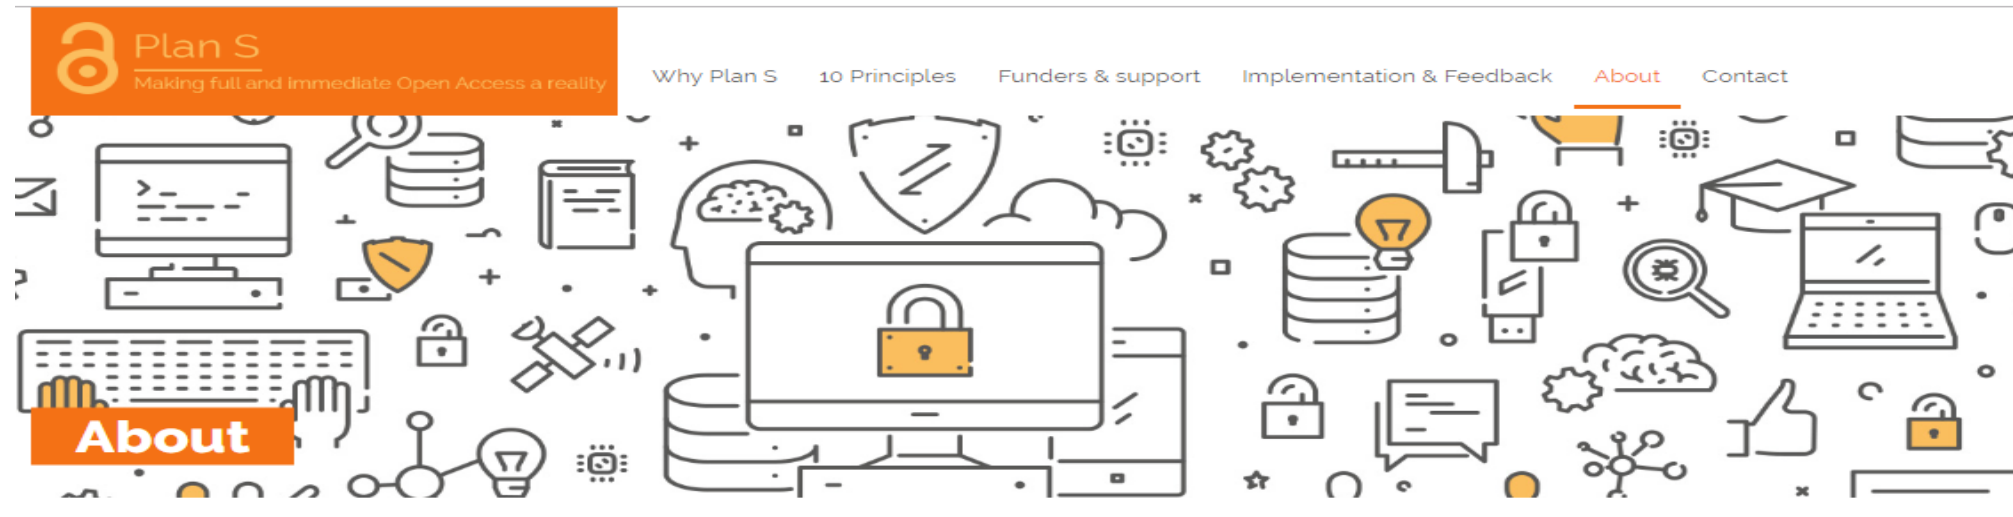 Plan S
Making full and immediate Open Access a reality
Why Plan S 10 Principles Funders & support Implementation & Feedback About Contact
About